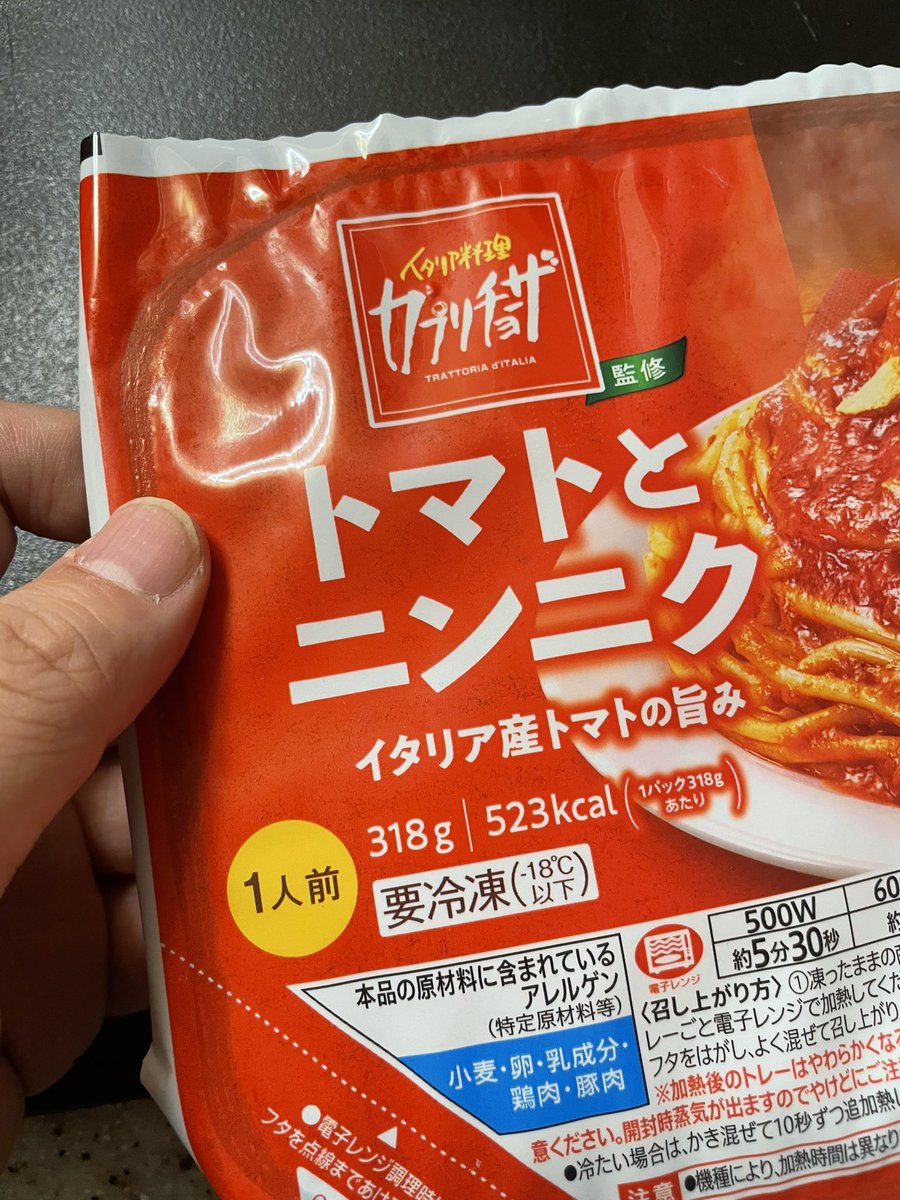 イタリア料理
カプリチョーザ
TRATTORIA d'ITALIA
監修
トマトと
ニンニク
イタリア産トマトの旨み
318g 523kcal(1パック318gあたり)
1人前
要冷凍(-18℃以下)
本品の原材料に含まれている
アレルゲン
(特定原材料等)
小麦・卵・乳成分・
鶏肉・豚肉
電子レンジ
500W
約5分30秒
〈召し上がり方〉①凍ったままの
レーごと電子レンジで加熱してくだ
フタをはがし、よく混ぜて召し上がり
※加熱後のトレーはやわらかくな
意ください。開封時蒸気が出ますのでやけどにご注
●冷たい場合は、かき混ぜて10秒ずつ追加熱し
注意
●機種により、加熱時間は異なり
●電子レンジ調理時
フタを点線まであけ